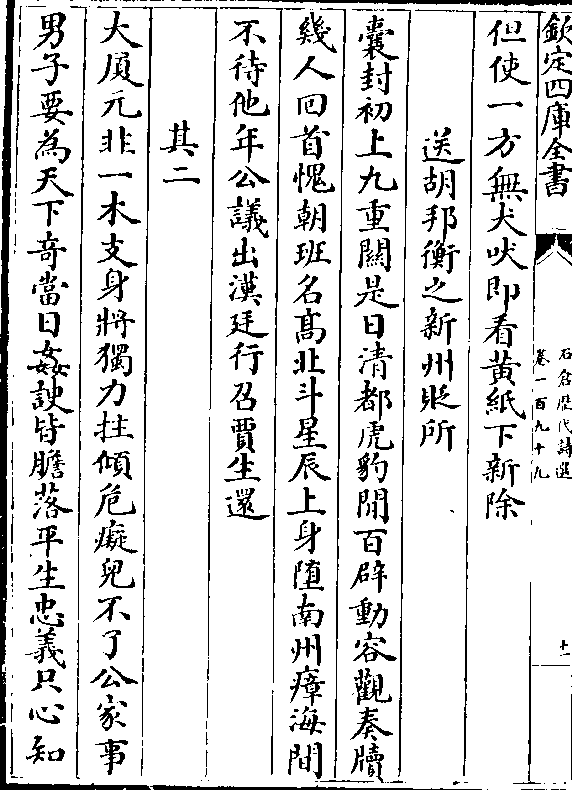 欽定四庫全書
石倉歴代詩選
卷一百九十九
十一
但使一方無犬吠即看黄紙下新除
送胡邦衡之新州貶所
囊封初上九重關是日清都虎豹閒百辟動容觀奏牘
幾人回首愧朝班名髙北斗星辰上身墮南州瘴海間
不待他年公議出漢廷行召賈生還
其二
大厦元非一木支身將獨力拄傾危癡兒不了公家事
男子要為天下竒當日姦諛皆膽落平生忠義只心知